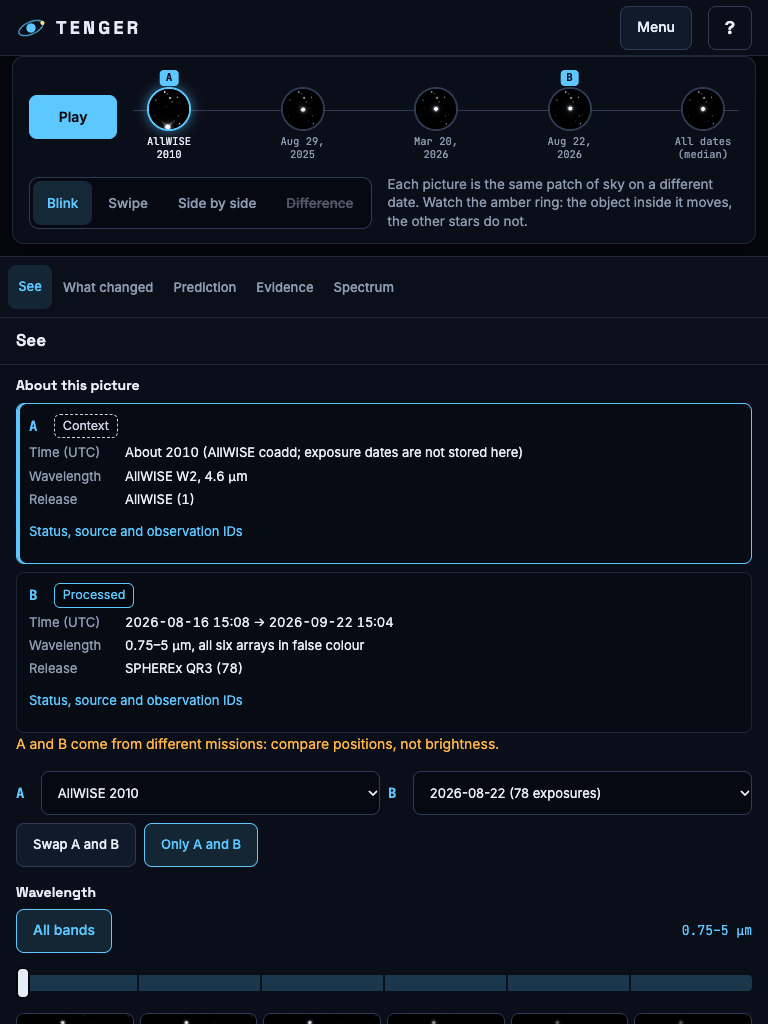 TENGER
Menu
?
A
B
Play
AllWISE
2010
Aug 29,
2025
Mar 20,
2026
Aug 22,
2026
All dates
(median)
Blink
Swipe
Side by side
Difference
Each picture is the same patch of sky on a different
date. Watch the amber ring: the object inside it moves,
the other stars do not.
See
What changed
Prediction
Evidence
Spectrum
See
About this picture
A
Context
Time (UTC)
About 2010 (AllWISE coadd; exposure dates are not stored here)
Wavelength
AllWISE W2, 4.6 µm
Release
AllWISE (1)
Status, source and observation IDs
B
Processed
Time (UTC)
2026-08-16 15:08 → 2026-09-22 15:04
Wavelength
0.75–5 µm, all six arrays in false colour
Release
SPHEREx QR3 (78)
Status, source and observation IDs
A and B come from different missions: compare positions, not brightness.
A
AllWISE 2010
B
2026-08-22 (78 exposures)
Swap A and B
Only A and B
Wavelength
All bands
0.75–5 µm